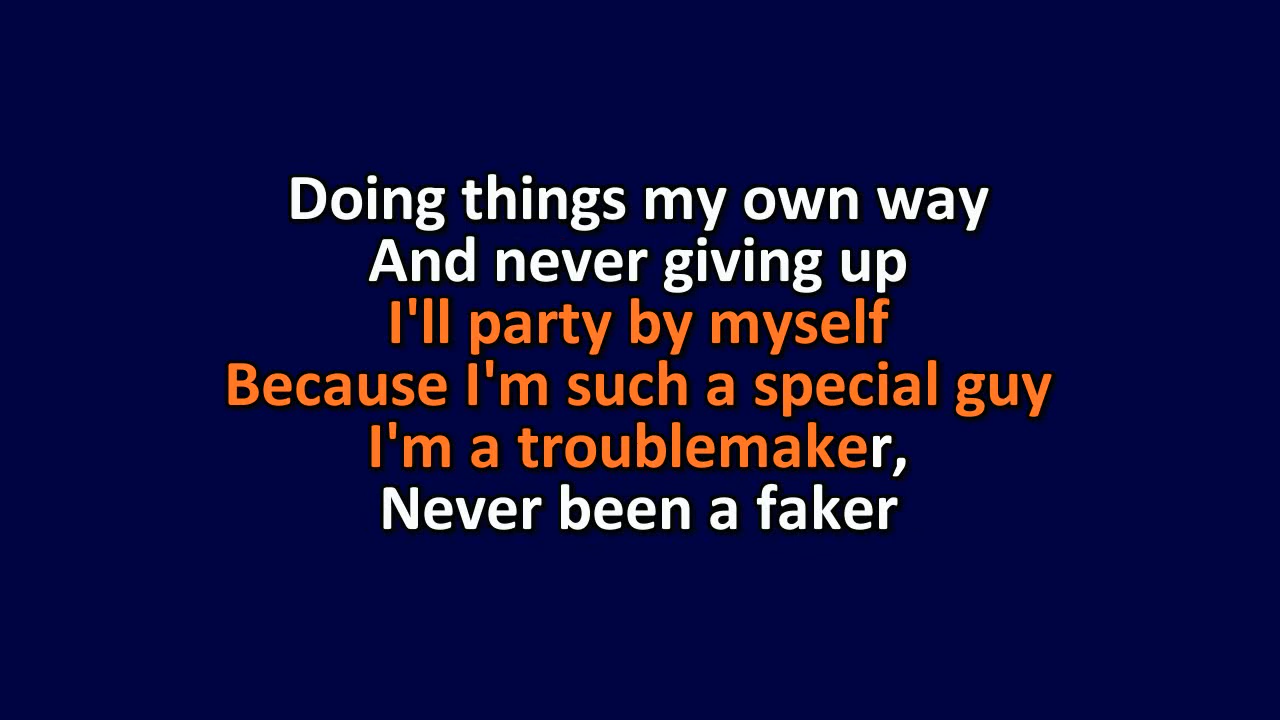 Doing things my own way
And never giving up
I'll party by myself
Because I'm such a special guy
I'm a troublemaker,
Never been a faker